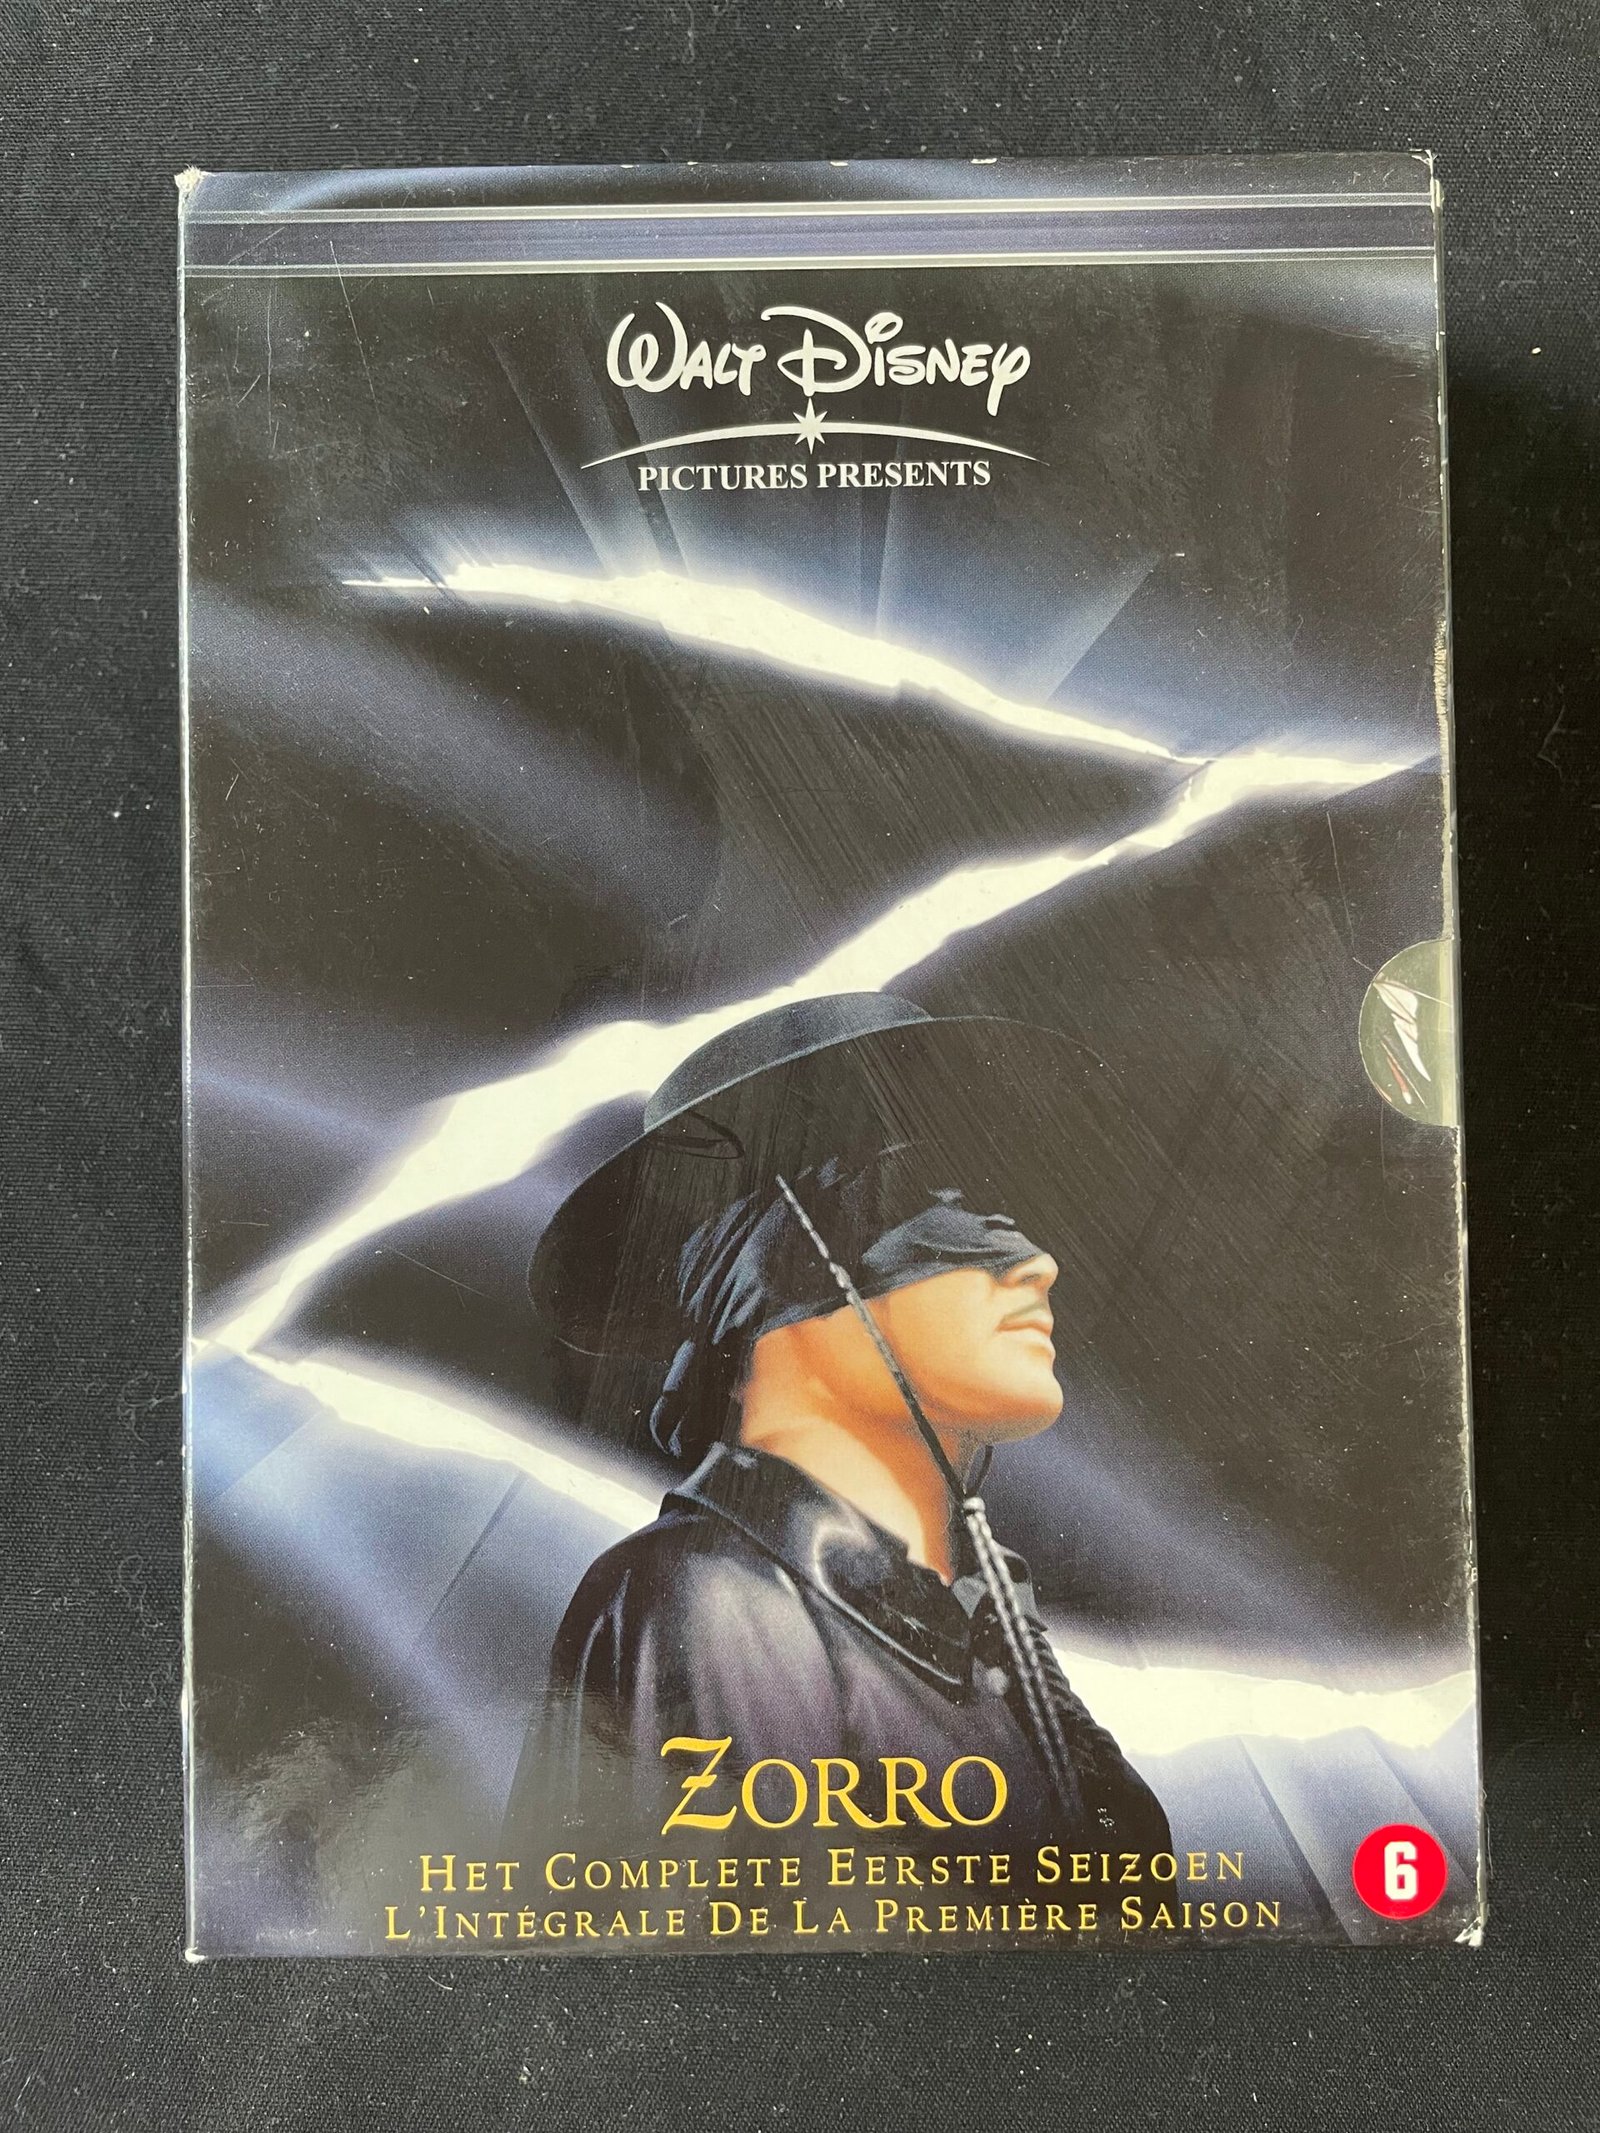 Walt Disney
PICTURES PRESENTS
ZORRO
HET COMPLETE EERSTE SEIZOEN
L'INTÉGRALE DE LA PREMIÈRE SAISON
6